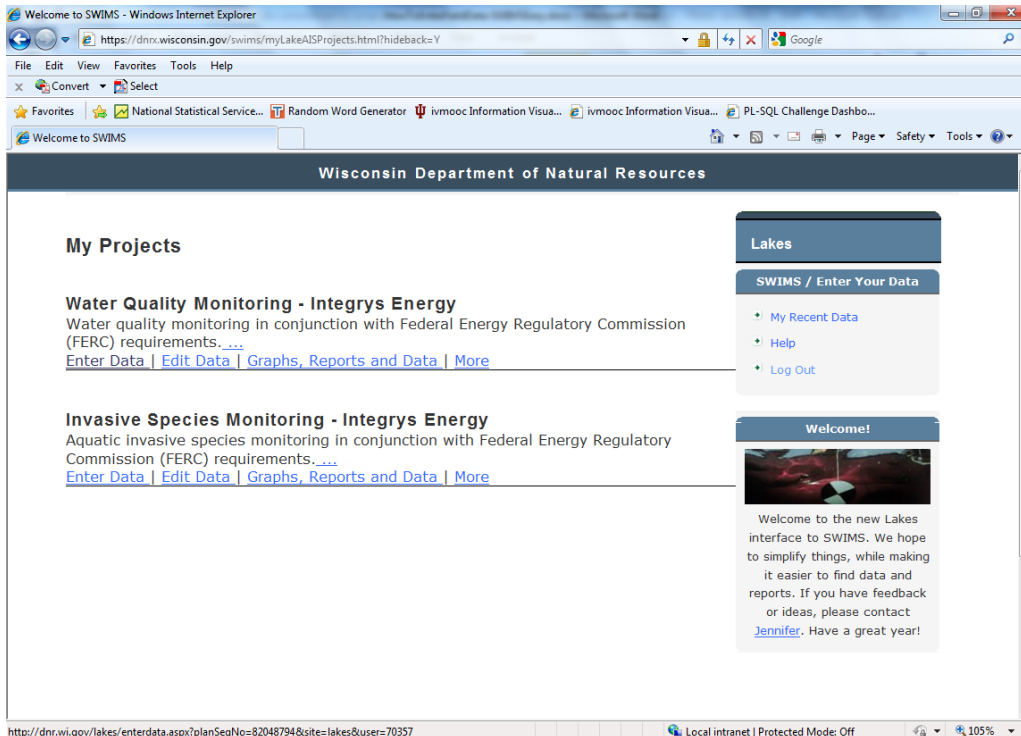 Welcome to SWIMS - Windows Internet Explorer
https://dnrx.wisconsin.gov/swims/myLakeAISProjects.html?hideback=Y
Google
File Edit View Favorites Tools Help
x Convert Select
Favorites National Statistical Service... Random Word Generator ivmooc Information Visua... ivmooc Information Visua... PL-SQL Challenge Dashbo...
Welcome to SWIMS
Page Safety Tools
Wisconsin Department of Natural Resources
My Projects
Water Quality Monitoring - Integrys Energy
Water quality monitoring in conjunction with Federal Energy Regulatory Commission
(FERC) requirements. ...
Enter Data | Edit Data | Graphs, Reports and Data | More
Invasive Species Monitoring - Integrys Energy
Aquatic invasive species monitoring in conjunction with Federal Energy Regulatory
Commission (FERC) requirements. ...
Enter Data | Edit Data | Graphs, Reports and Data | More
Lakes
SWIMS / Enter Your Data
My Recent Data
Help
Log Out
Welcome!
Welcome to the new Lakes
interface to SWIMS. We hope
to simplify things, while making
it easier to find data and
reports. If you have feedback
or ideas, please contact
Jennifer. Have a great year!
http://dnr.wi.gov/lakes/enterdata.aspx?planSeqNo=82048794&site=lakes&user=70357
Local intranet | Protected Mode: Off
105%